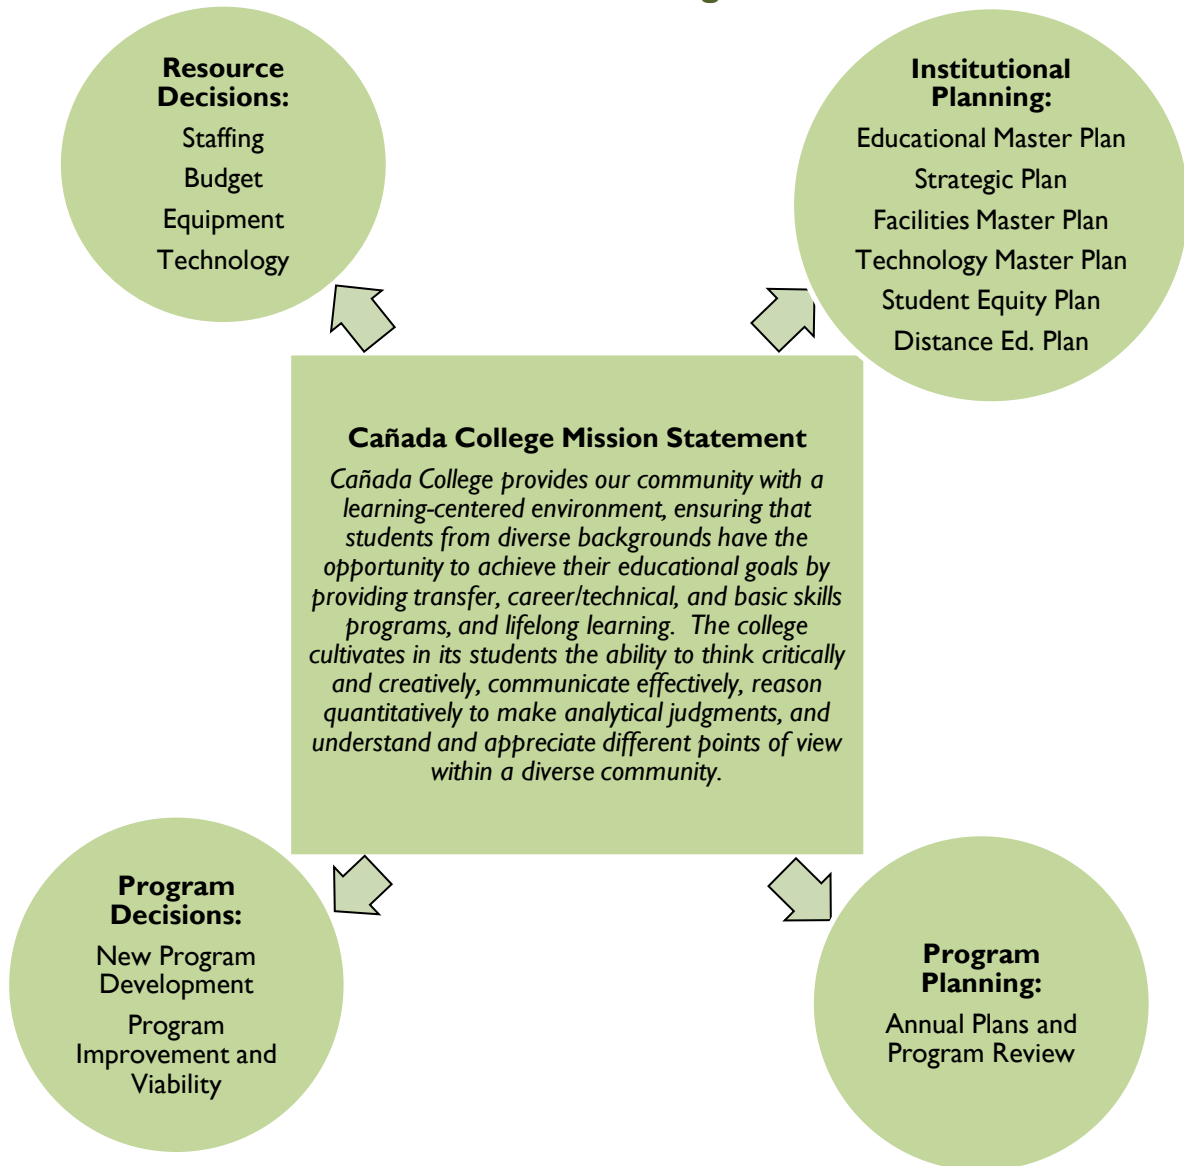 Resource
Decisions:
Staffing
Budget
Equipment
Technology
Institutional
Planning:
Educational Master Plan
Strategic Plan
Facilities Master Plan
Technology Master Plan
Student Equity Plan
Distance Ed. Plan
Cañada College Mission Statement
Cañada College provides our community with a
learning-centered environment, ensuring that
students from diverse backgrounds have the
opportunity to achieve their educational goals by
providing transfer, career/technical, and basic skills
programs, and lifelong learning.  The college
cultivates in its students the ability to think critically
and creatively, communicate effectively, reason
quantitatively to make analytical judgments, and
understand and appreciate different points of view
within a diverse community.
Program
Decisions:
New Program
Development
Program
Improvement and
Viability
Program
Planning:
Annual Plans and
Program Review